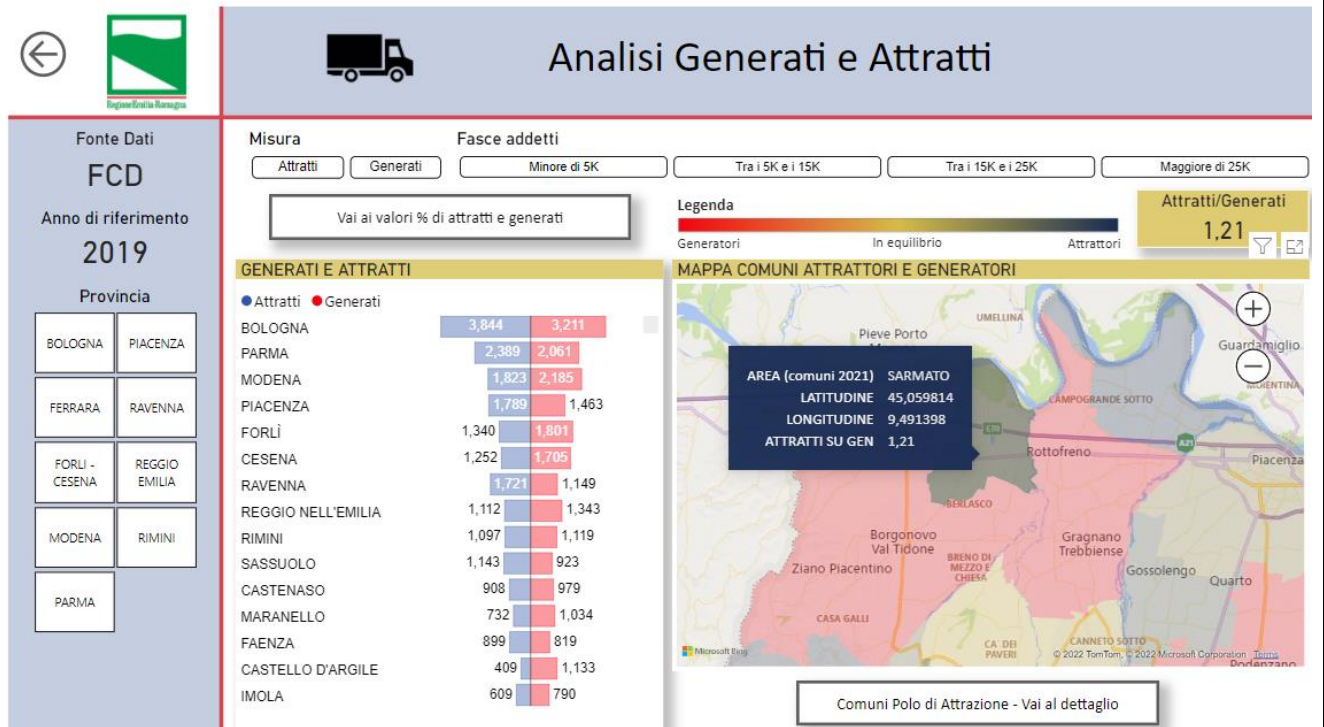 RegioneEmilia-Romagna
Analisi Generati e Attratti
Fonte Dati
FCD
Anno di riferimento
2019
Provincia
BOLOGNA
PIACENZA
FERRARA
RAVENNA
FORLI -
CESENA
REGGIO
EMILIA
MODENA
RIMINI
PARMA
Misura
Attratti
Generati
Fasce addetti
Minore di 5K
Tra i 5K e i 15K
Tra i 15K e i 25K
Maggiore di 25K
Vai ai valori % di attratti e generati
Legenda
Generatori
In equilibrio
Attrattori
Attratti/Generati
1,21
GENERATI E ATTRATTI
Attratti Generati
BOLOGNA 3,844 3,211
PARMA 2,389 2,061
MODENA 1,823 2,185
PIACENZA 1,789 1,463
FORLÌ 1,340 1,801
CESENA 1,252 1,705
RAVENNA 1,721 1,149
REGGIO NELL'EMILIA 1,112 1,343
RIMINI 1,097 1,119
SASSUOLO 1,143 923
CASTENASO 908 979
MARANELLO 732 1,034
FAENZA 899 819
CASTELLO D'ARGILE 409 1,133
IMOLA 609 790
MAPPA COMUNI ATTRATTORI E GENERATORI
UMELLINA
Pieve Porto
Guardamiglio
AREA (comuni 2021) SARMATO
LATITUDINE 45,059814
LONGITUDINE 9,491398
ATTRATTI SU GEN 1,21
CAMPOGRANDE SOTTO
E70
A21
Rottofreno
Piacenza
BERLASCO
Borgonovo
Val Tidone
Gragnano
Trebbiense
Ziano Piacentino
BRENO DI
MEZZO E
CHIESA
Gossolengo
Quarto
CASA GALLI
CA' DEI
PAVERI
CANNETO SOTTO
Microsoft Bing
© 2022 TomTom, © 2022 Microsoft Corporation Terms
Podenzano
Comuni Polo di Attrazione - Vai al dettaglio